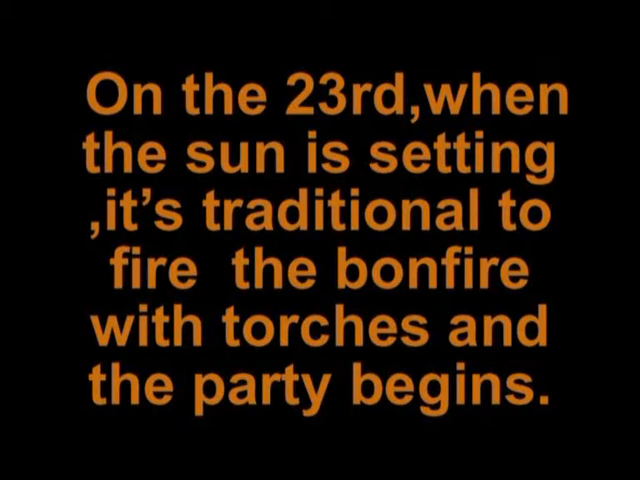 On the 23rd,when
the sun is setting
,it’s traditional to
fire  the bonfire
with torches and
the party begins.